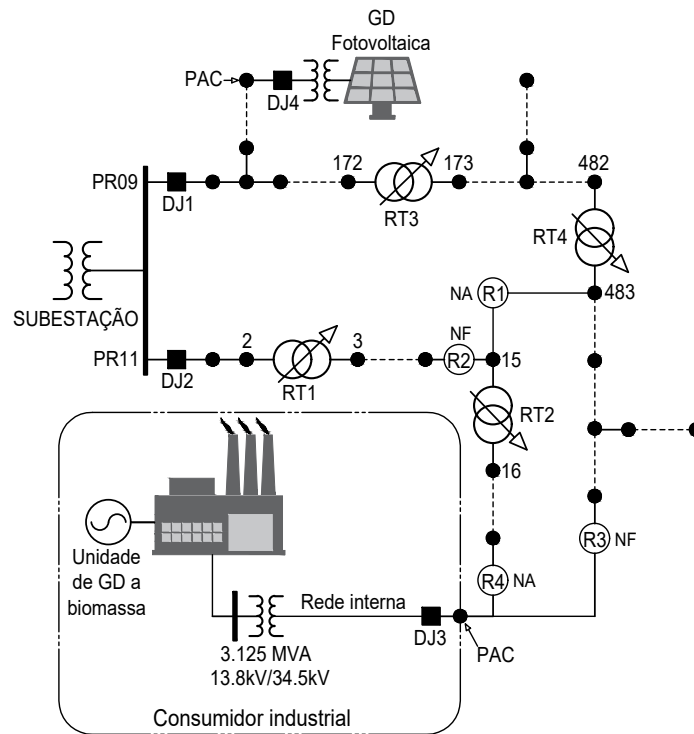 GD
Fotovoltaica
PAC
DJ4
172
173
482
PR09
DJ1
RT3
RT4
NA
R1
483
SUBESTAÇÃO
PR11
DJ2
2
3
NF
R2
15
RT1
RT2
16
R3
NF
R4
NA
Unidade
de GD a
biomassa
Rede interna
DJ3
PAC
3.125 MVA
13.8kV/34.5kV
Consumidor industrial